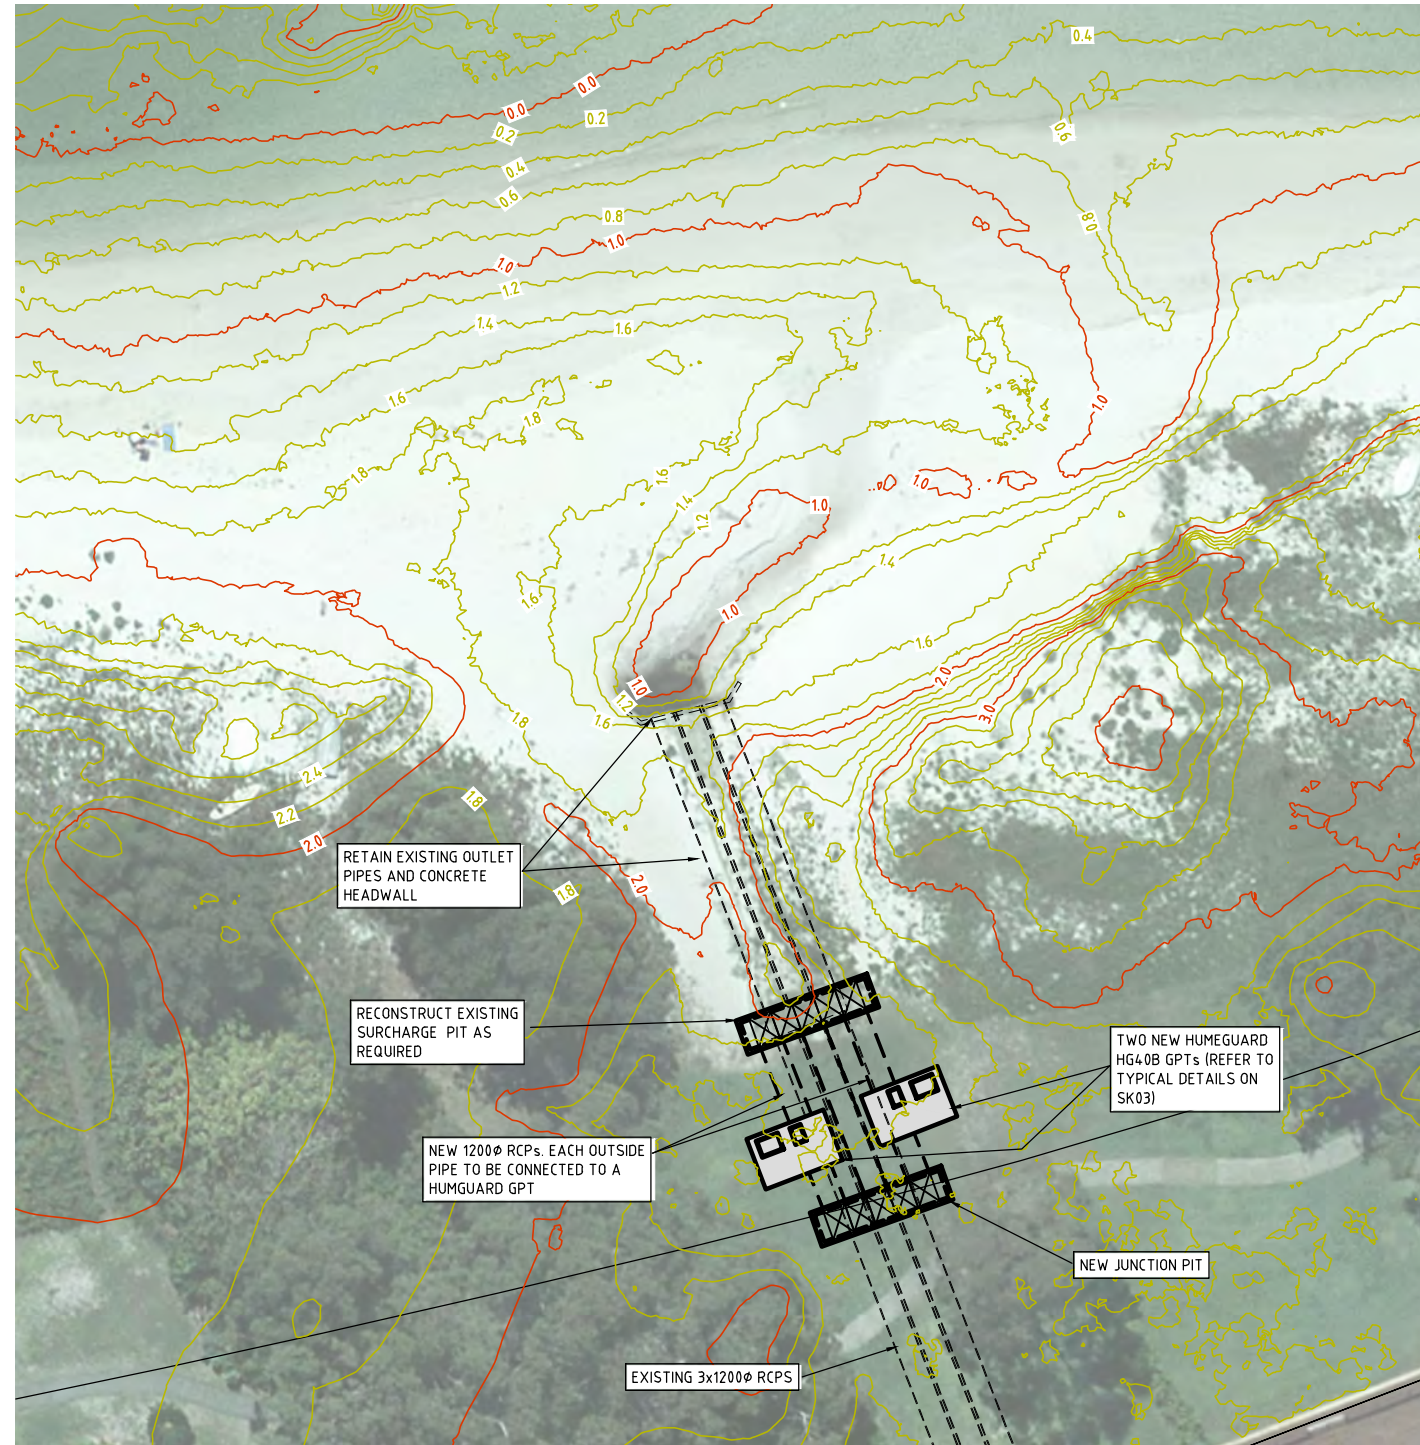 0.4
0.0
0.0
0.2
0.2
0.6
0.4
0.6
0.8
0.8
1.0
1.0
1.2
1.4
1.6
1.6
1.0
1.8
1.8
1.6
1.0
1.4
1.0
1.2
1.4
1.6
1.0
1.6
2.0
1.0
1.2
3.0
1.6
1.8
2.4
1.8
2.2
2.0
RETAIN EXISTING OUTLET
PIPES AND CONCRETE
HEADWALL
2.0
1.8
RECONSTRUCT EXISTING
SURCHARGE PIT AS
REQUIRED
TWO NEW HUMEGUARD
HG40B GPTs (REFER TO
TYPICAL DETAILS ON
SK03)
NEW 1200Ø RCPs. EACH OUTSIDE
PIPE TO BE CONNECTED TO A
HUMGUARD GPT
NEW JUNCTION PIT
EXISTING 3x1200Ø RCPS